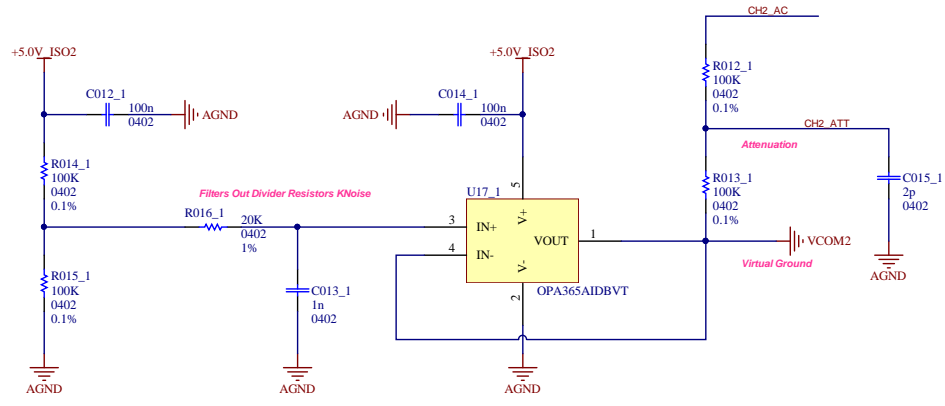 CH2_AC
+5.0V_ISO2
+5.0V_ISO2
R012_1
100K
0402
0.1%
C012_1
100n
0402
AGND
C014_1
100n
0402
AGND
CH2_ATT
Attenuation
R014_1
100K
0402
0.1%
R013_1
100K
0402
0.1%
C015_1
2p
0402
Filters Out Divider Resistors KNoise
U17_1
R016_1
20K
0402
1%
3
IN+
4
IN-
5
V+
VOUT
1
V-
2
OPA365AIDBVT
VCOM2
Virtual Ground
AGND
R015_1
100K
0402
0.1%
C013_1
1n
0402
AGND
AGND
AGND